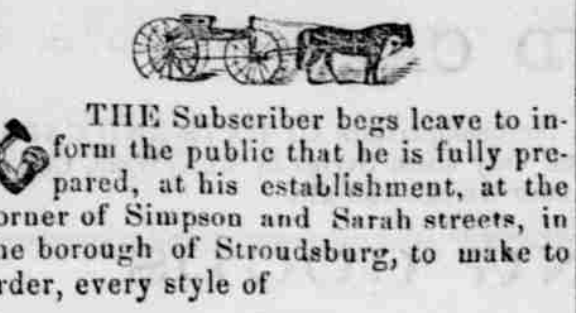 THE Subscriber begs leave to in-
form the public that he is fully pre-
pared, at his establishment, at the
orner of Simpson and Sarah streets, in
he borough of Stroudsburg, to make to
rder, every style of